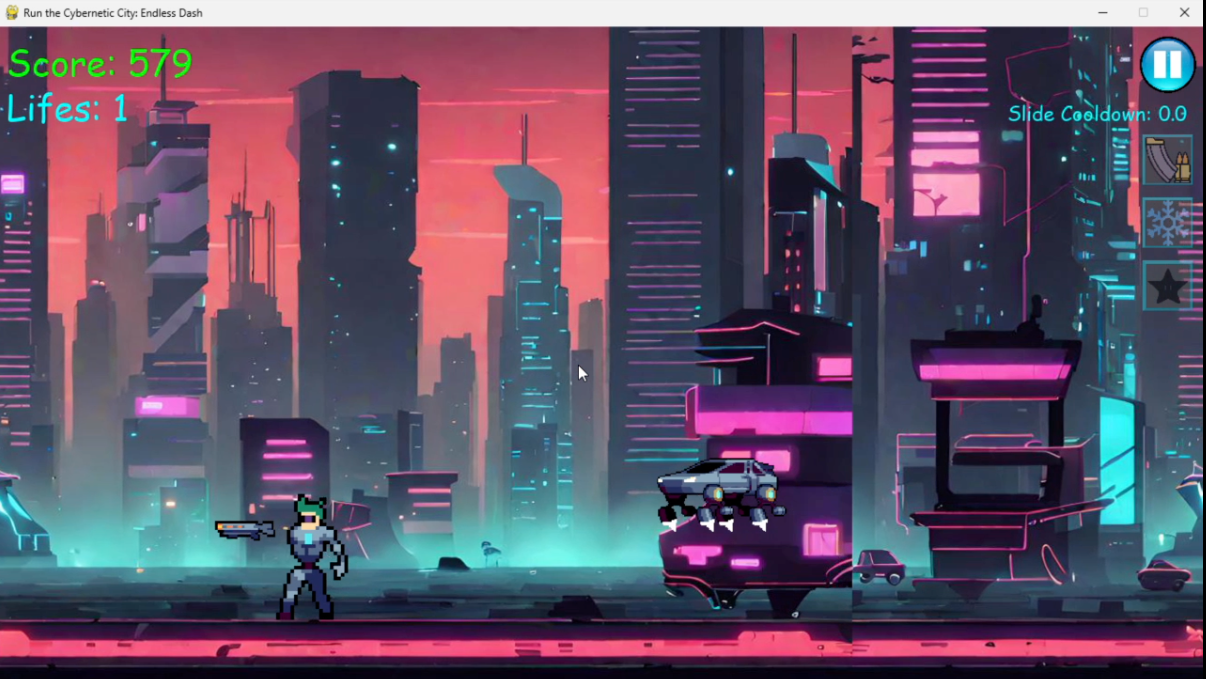 Run the Cybernetic City: Endless Dash
Score: 579
Lifes: 1
Slide Cooldown: 0.0